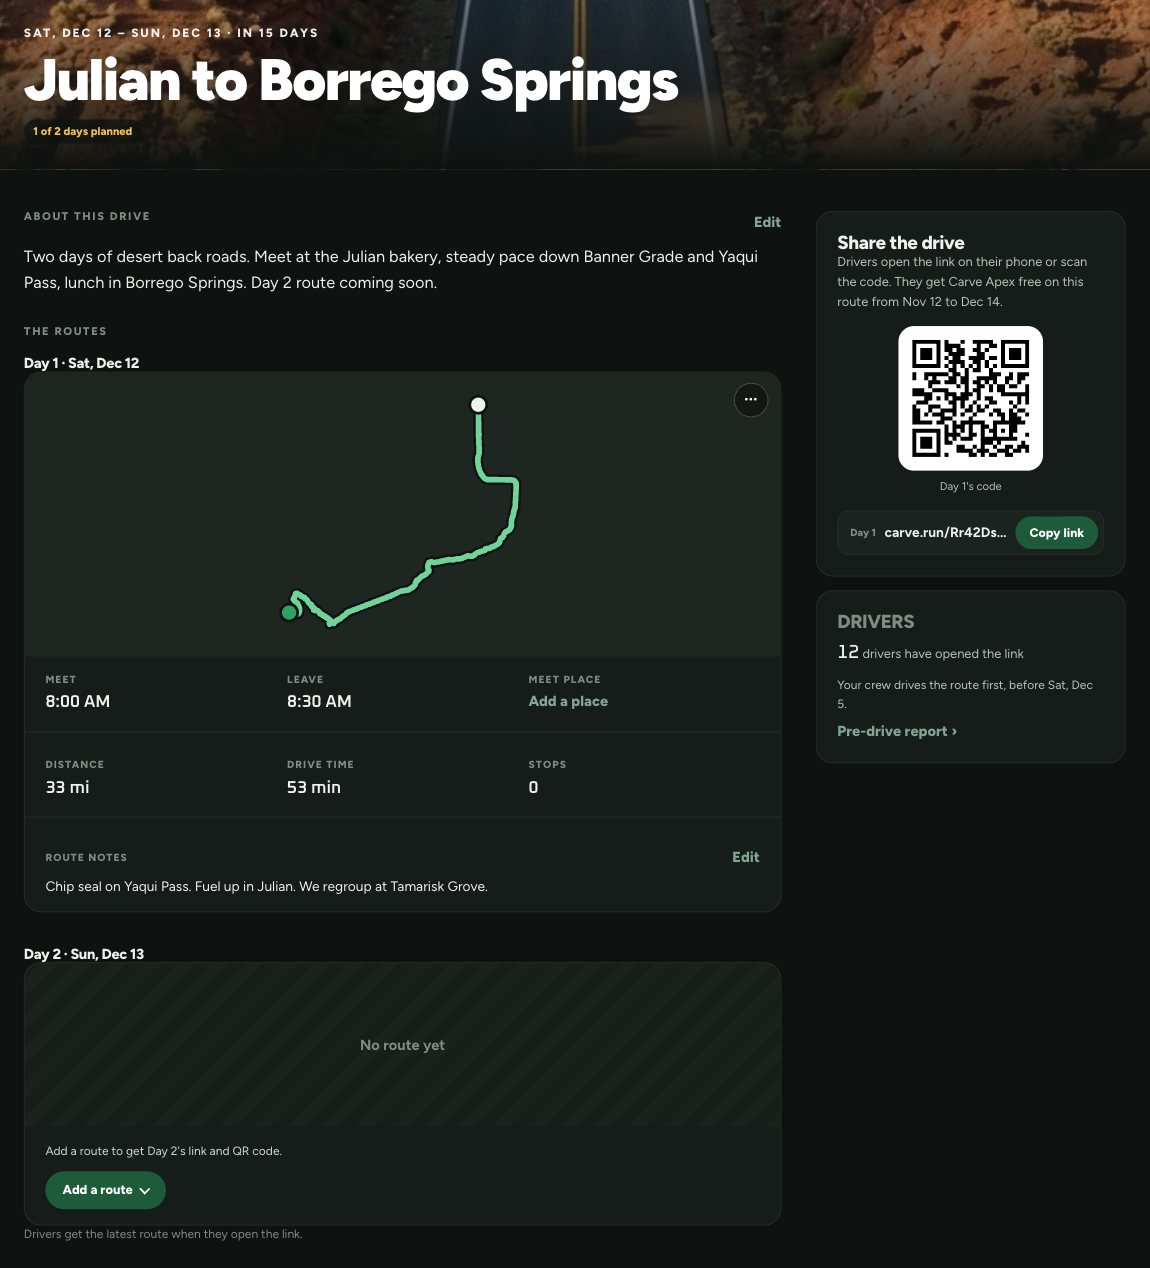 SAT, DEC 12 – SUN, DEC 13 · IN 15 DAYS
Julian to Borrego Springs
1 of 2 days planned
ABOUT THIS DRIVE
Edit
Two days of desert back roads. Meet at the Julian bakery, steady pace down Banner Grade and Yaqui
Pass, lunch in Borrego Springs. Day 2 route coming soon.
THE ROUTES
Day 1 · Sat, Dec 12
MEET
LEAVE
MEET PLACE
8:00 AM
8:30 AM
Add a place
DISTANCE
DRIVE TIME
STOPS
33 mi
53 min
0
ROUTE NOTES
Edit
Chip seal on Yaqui Pass. Fuel up in Julian. We regroup at Tamarisk Grove.
Day 2 · Sun, Dec 13
No route yet
Add a route to get Day 2's link and QR code.
Add a route
Drivers get the latest route when they open the link.
Share the drive
Drivers open the link on their phone or scan
the code. They get Carve Apex free on this
route from Nov 12 to Dec 14.
Day 1's code
Day 1 carve.run/Rr42Ds... Copy link
DRIVERS
12 drivers have opened the link
Your crew drives the route first, before Sat, Dec
5.
Pre-drive report ›